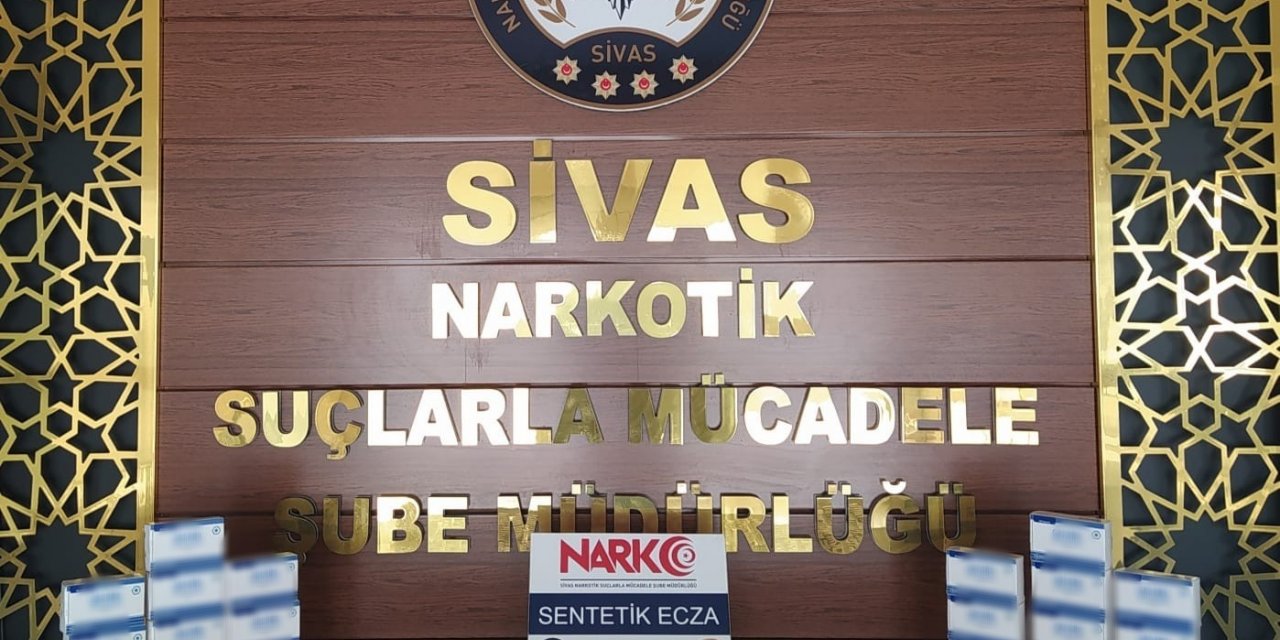 SİVAS
SİVAS
NARKOTİK
SUÇLARLA MÜCADELE
ŞUBE MÜDÜRLÜĞÜ
NARKO
SİVAS NARKOTİK SUÇLARLA MÜCADELE ŞUBE MÜDÜRLÜĞÜ
SENTETİK ECZA